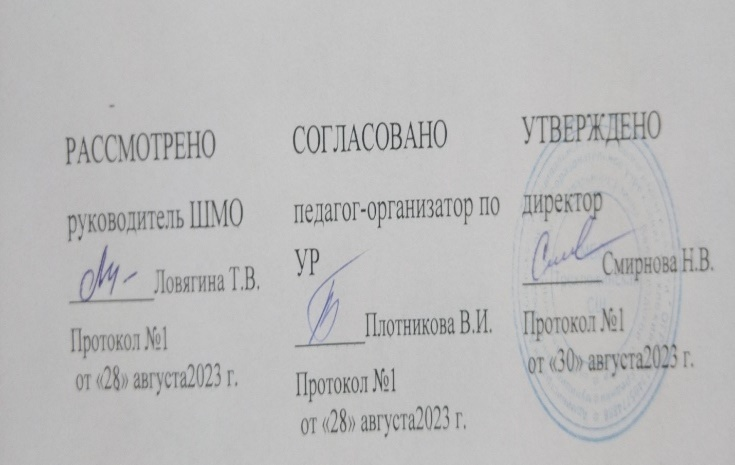 РАССМОТРЕНО
руководитель ШМО
Ловягина Т.В.
Протокол №1
от «28» августа2023 г.
СОГЛАСОВАНО
педагог-организатор по
УР
Плотникова В.И.
Протокол №1
от «28» августа2023 г.
УТВЕРЖДЕНО
директор
Смирнова Н.В.
Протокол №1
от «30» августа2023 г.